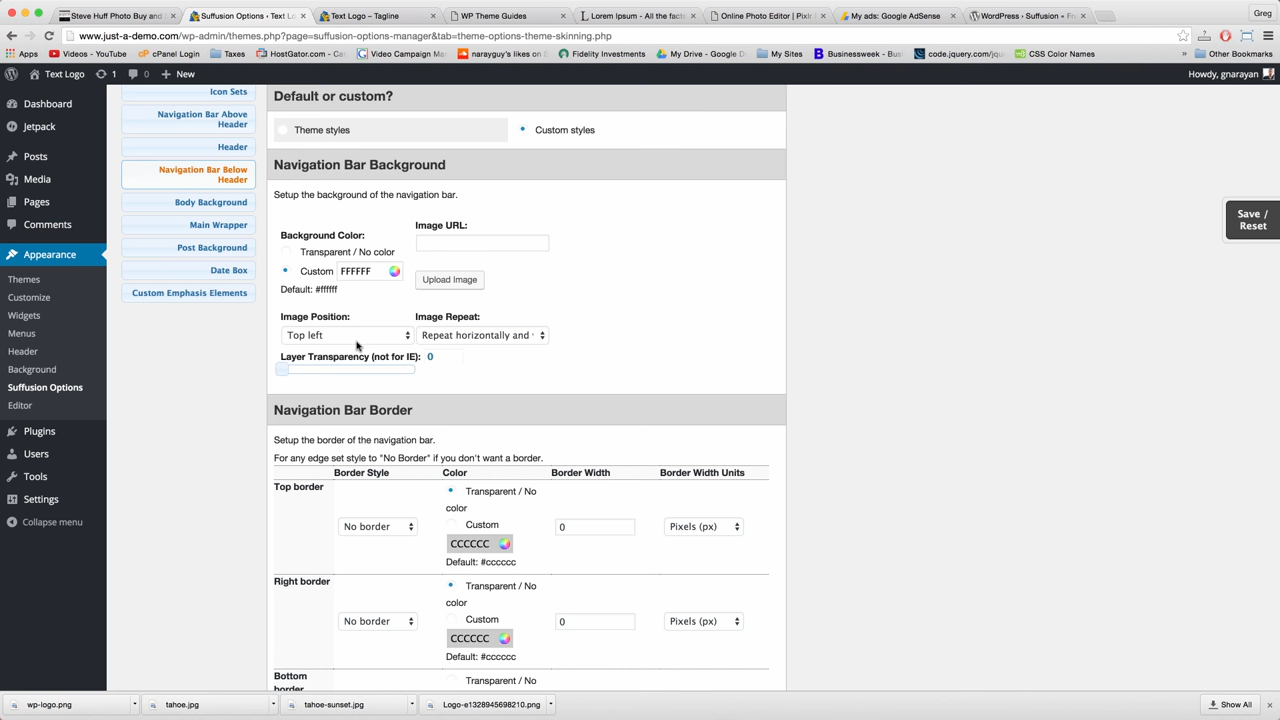 Steve Huff Photo Buy and
Suffusion Options ‹ Text Lo
Text Logo – Tagline
WP Theme Guides
Lorem Ipsum - All the facts
Online Photo Editor | Pixlr
My ads: Google AdSense
WordPress › Suffusion « Fr
Greg
www.just-a-demo.com/wp-admin/themes.php?page=suffusion-options-manager&tab=theme-options-theme-skinning.php
Apps
Videos - YouTube
cPanel Login
Tax Center
HostGator.com
Video Campaign Man
narayguy's likes on S
Fidelity Investments
My Drive - Google D
My Sites
Businessweek - Bus
code.jquery.com/jqu
CSS Color Names
»
Other Bookmarks
Text Logo
1
0
+ New
Howdy, gnarayan
Dashboard
Jetpack
Posts
Media
Pages
Comments
Appearance
Themes
Customize
Widgets
Menus
Header
Background
Suffusion Options
Editor
Plugins
Users
Tools
Settings
Collapse menu
Icon Sets
Navigation Bar Above
Header
Header
Navigation Bar Below
Header
Body Background
Main Wrapper
Post Background
Date Box
Custom Emphasis Elements
Default or custom?
Theme styles
Custom styles
Navigation Bar Background
Setup the background of the navigation bar.
Background Color:
Transparent / No color
Custom FFFFFF
Default: #ffffff
Image URL:
Upload Image
Image Position:
Top left
Image Repeat:
Repeat horizontally and
Layer Transparency (not for IE): 0
Save /
Reset
Navigation Bar Border
Setup the border of the navigation bar.
For any edge set style to "No Border" if you don't want a border.
Border Style Color Border Width Border Width Units
Top border
No border
Transparent / No
color
Custom
CCCCCC
Default: #cccccc
0
Pixels (px)
Right border
No border
Transparent / No
color
Custom
CCCCCC
Default: #cccccc
0
Pixels (px)
Bottom
border
Transparent / No
wp-logo.png
tahoe.jpg
tahoe-sunset.jpg
Logo-e1328945698210.png
Show All